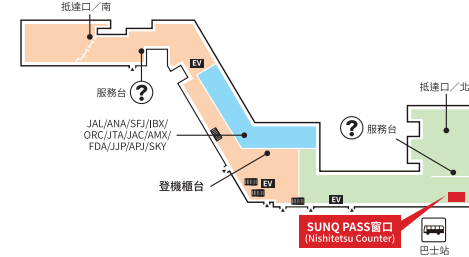 抵達口／南
EV
服務台
抵達口／北
JAL/ANA/SFJ/IBX/
ORC/JTA/JAC/AMX/
FDA/JJP/APJ/SKY
服務台
登機櫃台
EV
EV
SUNQ PASS窗口
(Nishitetsu Counter)
巴士站